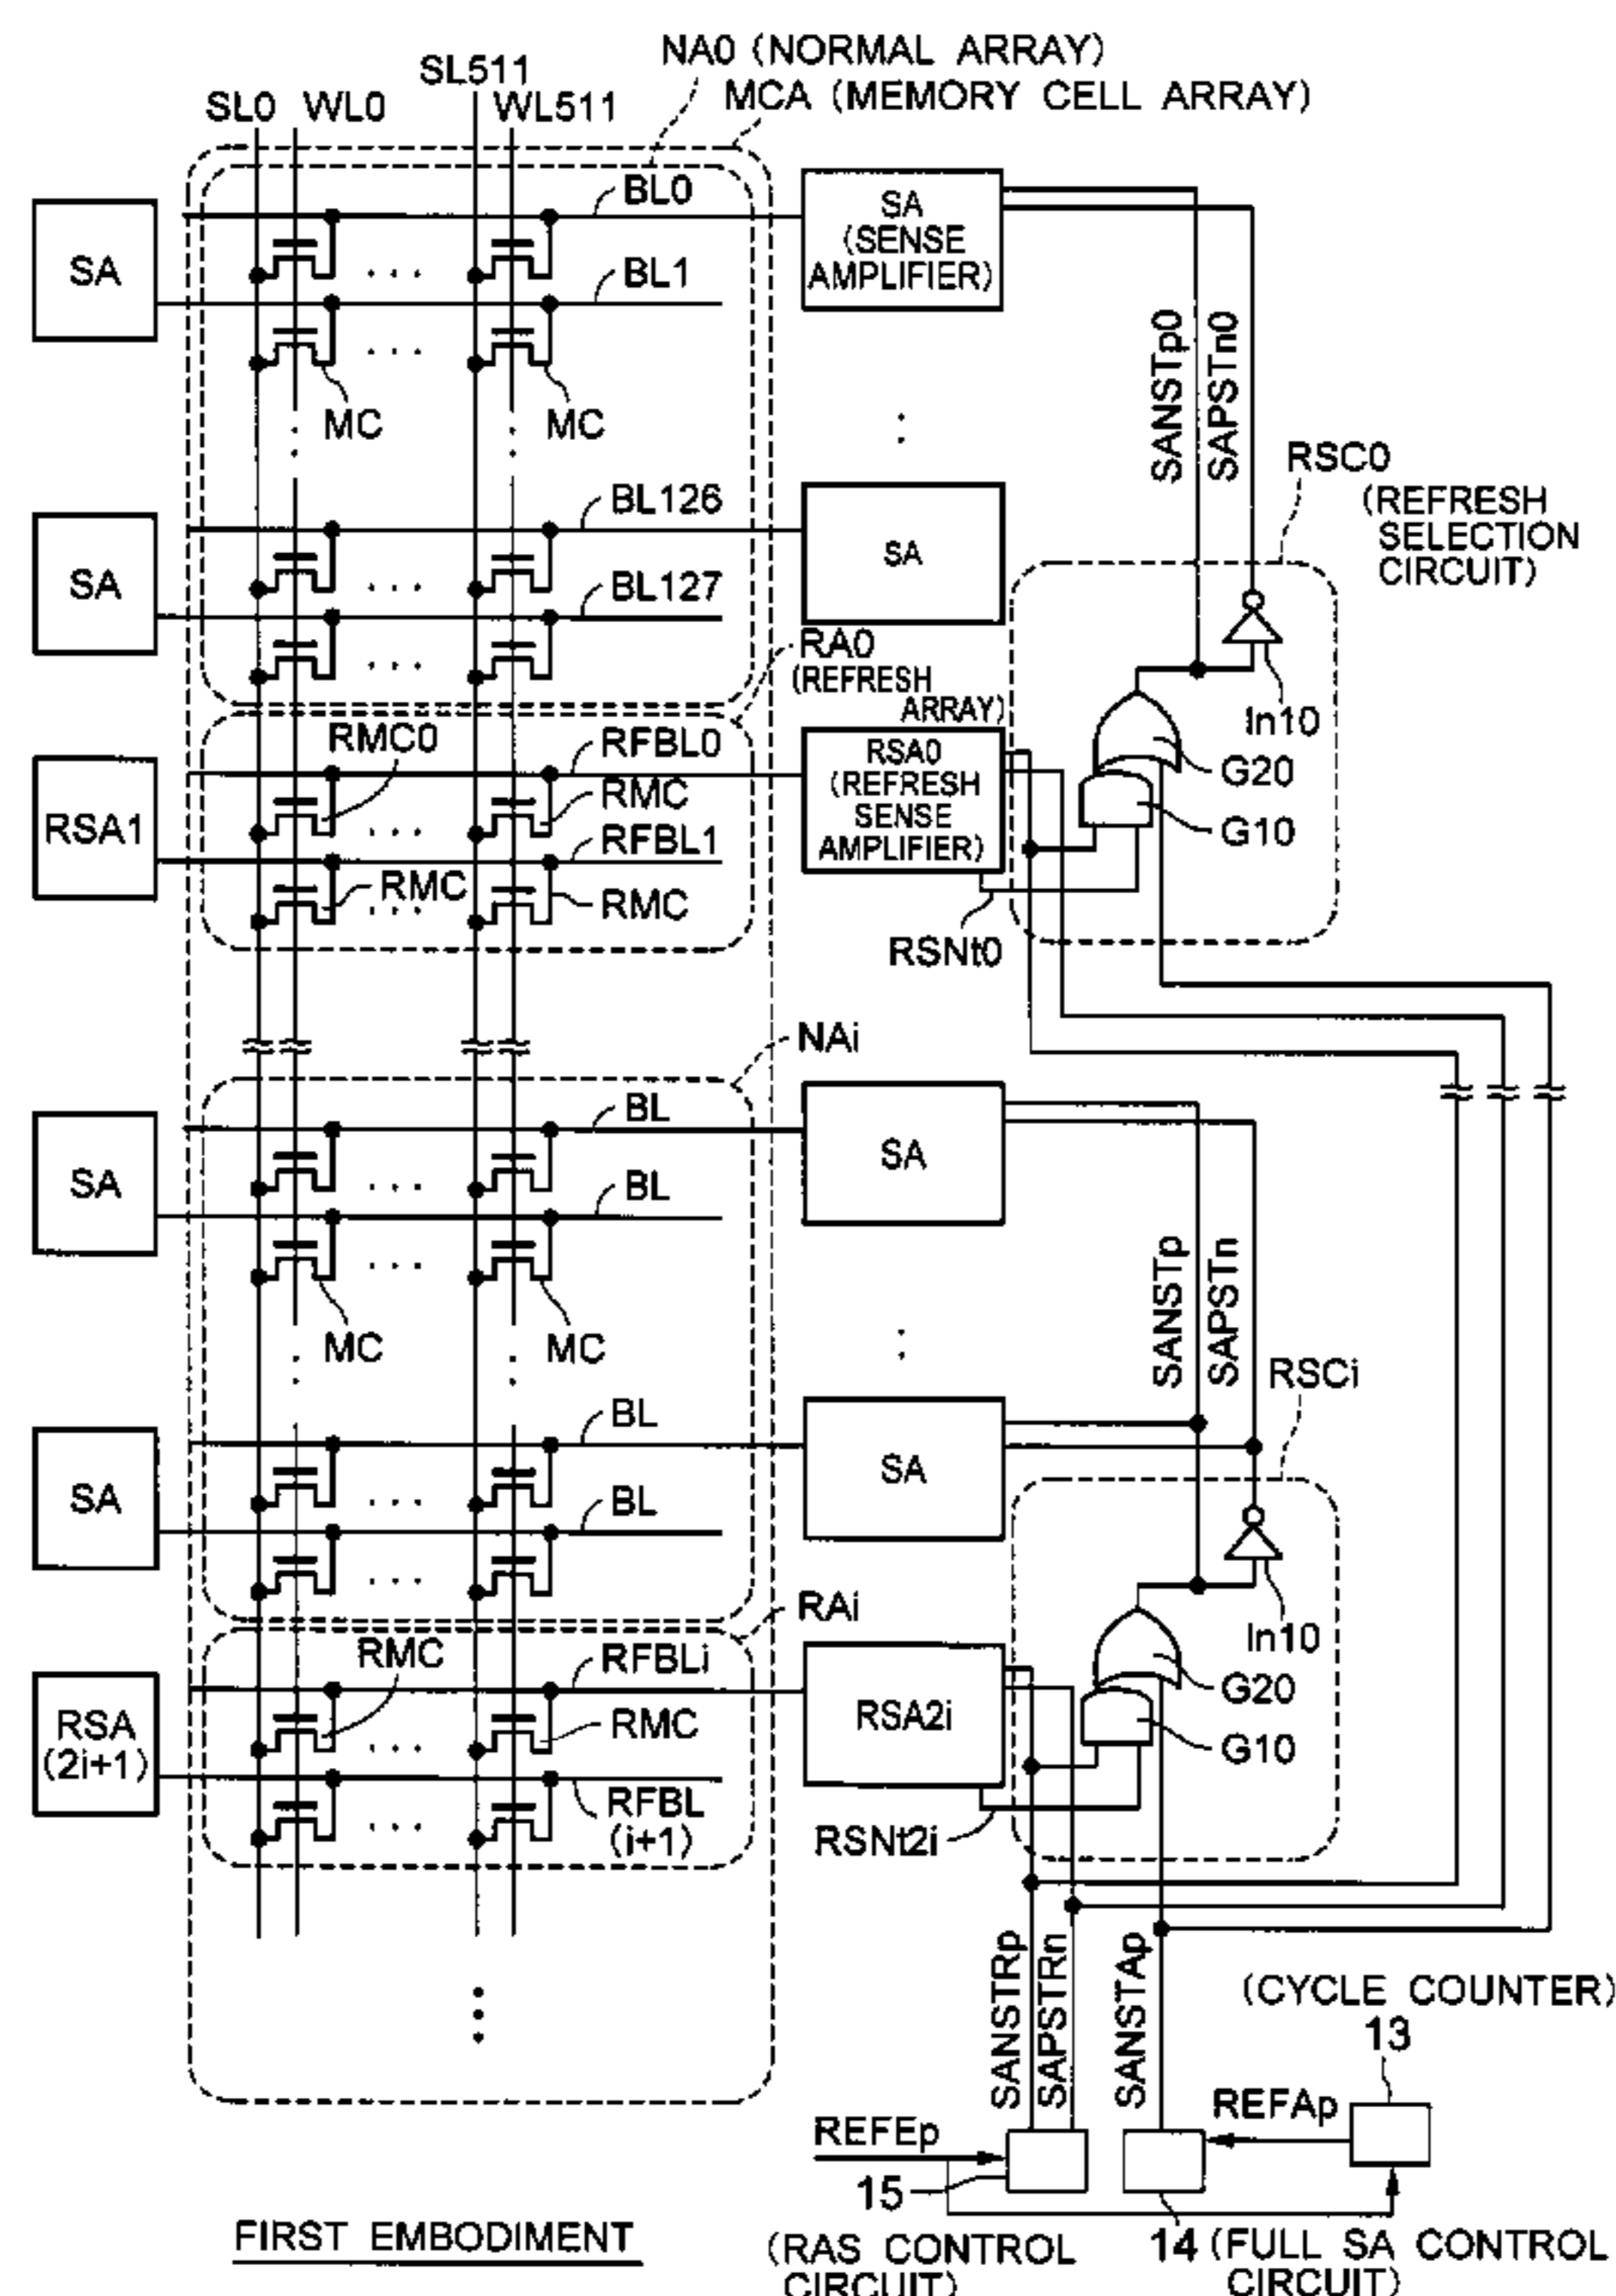 NA0 (NORMAL ARRAY)
SL511
MCA (MEMORY CELL ARRAY)
SL0 WL0
WL511
BL0
SA
SA
(SENSE
AMPLIFIER)
BL1
MC
MC
SANSTp0
SAPSTn0
RSC0
(REFRESH
SELECTION
CIRCUIT)
BL126
SA
SA
BL127
RA0
(REFRESH
ARRAY)
In10
RMC0
RFBL0
RSA0
(REFRESH
SENSE
AMPLIFIER)
G20
RSA1
RMC
G10
RFBL1
RMC
RMC
RSNt0
NAi
BL
SA
SA
BL
SANSTp
SAPSTn
MC
MC
RSCi
BL
SA
SA
BL
RAi
In10
RMC
RFBLi
G20
RSA
(2i+1)
RMC
RSA2i
G10
RFBL
(i+1)
RSNt2i
SANSTRp
SAPSTRn
SANSTAp
(CYCLE COUNTER)
13
REFAp
REFEp
15
FIRST EMBODIMENT
(RAS CONTROL
CIRCUIT)
14 (FULL SA CONTROL
CIRCUIT)